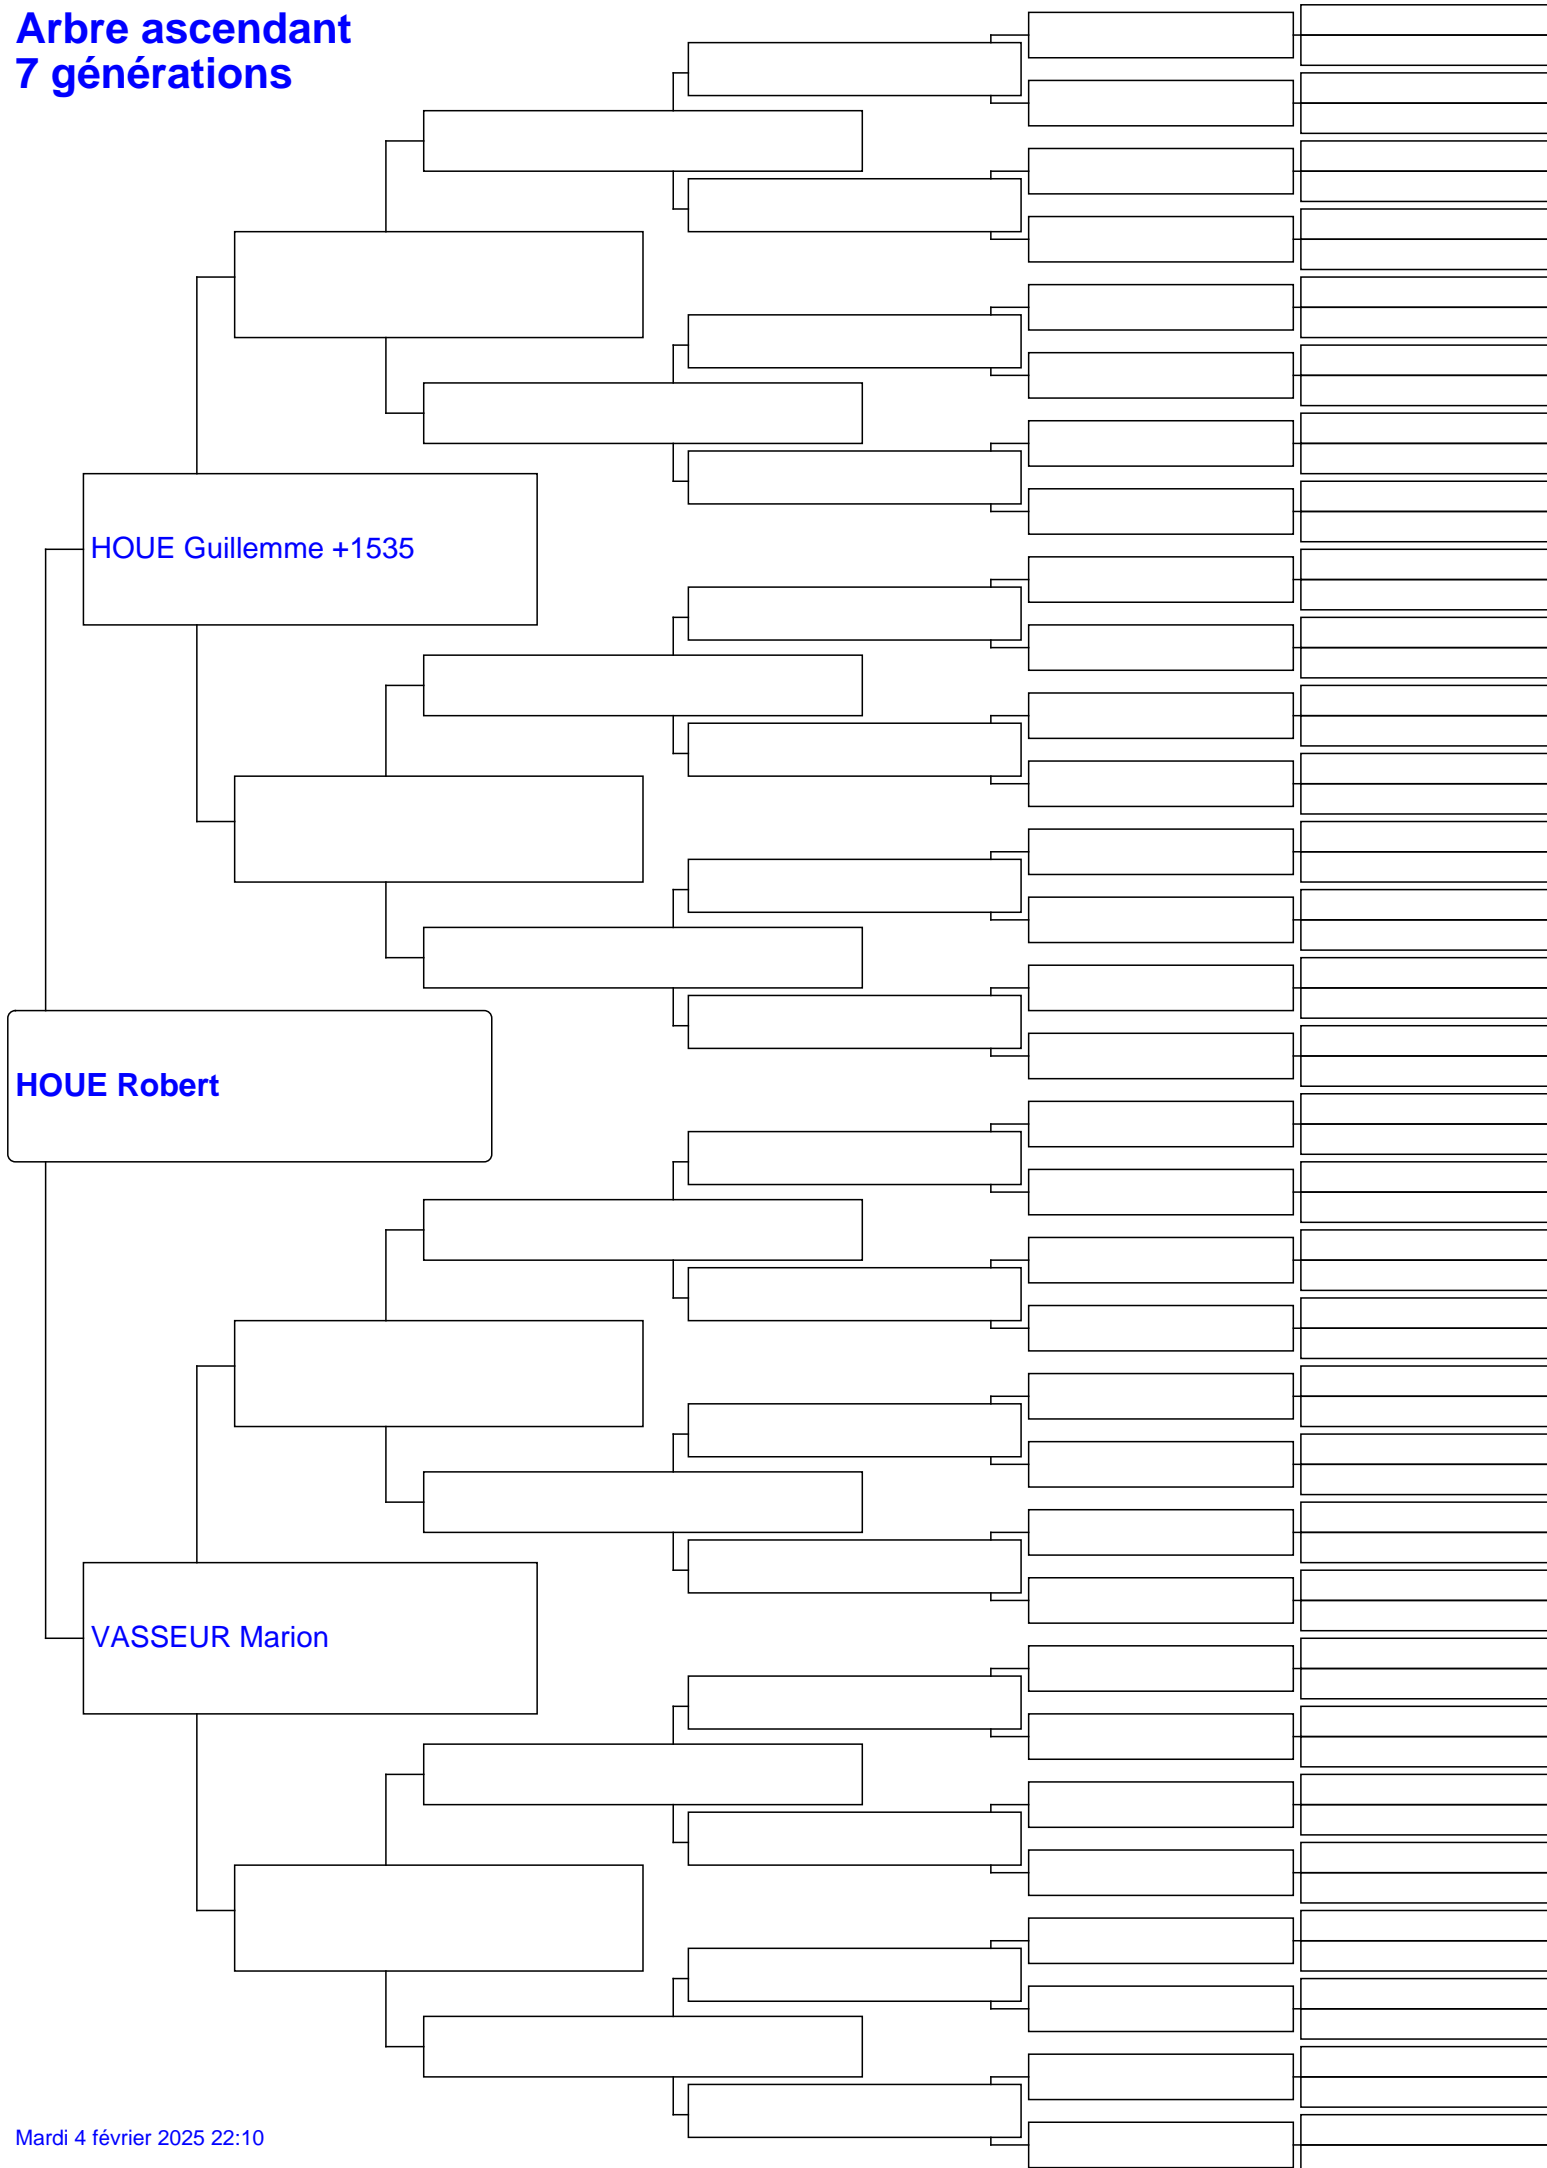 Arbre ascendant
7 générations
HOUE Guillemme +1535
HOUE Robert
VASSEUR Marion
Mardi 4 février 2025 22:10